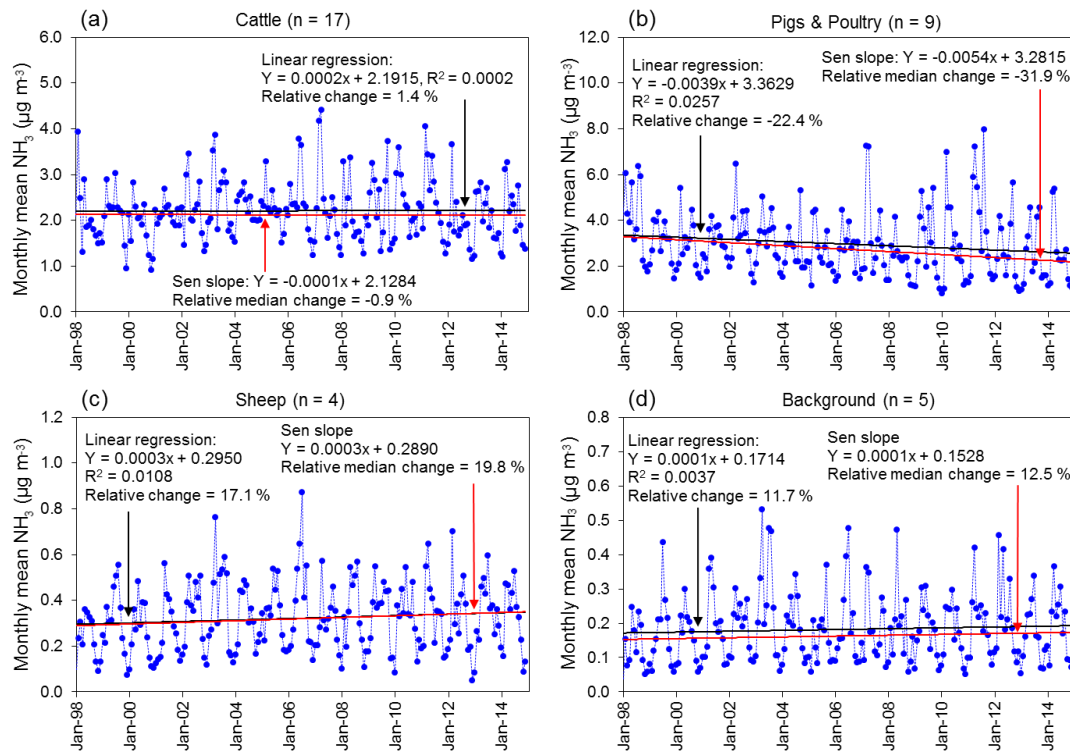 (a)
Cattle (n = 17)
Monthly mean NH₃ (µg m⁻³)
6.0
5.0
4.0
3.0
2.0
1.0
0.0
Linear regression:
Y = 0.0002x + 2.1915, R² = 0.0002
Relative change = 1.4 %
Sen slope: Y = -0.0001x + 2.1284
Relative median change = -0.9 %
Jan-98
Jan-00
Jan-02
Jan-04
Jan-06
Jan-08
Jan-10
Jan-12
Jan-14
(b)
Pigs & Poultry (n = 9)
Monthly mean NH₃ (µg m⁻³)
12.0
10.0
8.0
6.0
4.0
2.0
0.0
Linear regression:
Y = -0.0039x + 3.3629
R² = 0.0257
Relative change = -22.4 %
Sen slope: Y = -0.0054x + 3.2815
Relative median change = -31.9 %
Jan-98
Jan-00
Jan-02
Jan-04
Jan-06
Jan-08
Jan-10
Jan-12
Jan-14
(c)
Sheep (n = 4)
Monthly mean NH₃ (µg m⁻³)
1.2
1.0
0.8
0.6
0.4
0.2
0.0
Linear regression:
Y = 0.0003x + 0.2950
R² = 0.0108
Relative change = 17.1 %
Sen slope
Y = 0.0003x + 0.2890
Relative median change = 19.8 %
Jan-98
Jan-00
Jan-02
Jan-04
Jan-06
Jan-08
Jan-10
Jan-12
Jan-14
(d)
Background (n = 5)
Monthly mean NH₃ (µg m⁻³)
0.8
0.7
0.6
0.5
0.4
0.3
0.2
0.1
0.0
Linear regression:
Y = 0.0001x + 0.1714
R² = 0.0037
Relative change = 11.7 %
Sen slope
Y = 0.0001x + 0.1528
Relative median change = 12.5 %
Jan-98
Jan-00
Jan-02
Jan-04
Jan-06
Jan-08
Jan-10
Jan-12
Jan-14